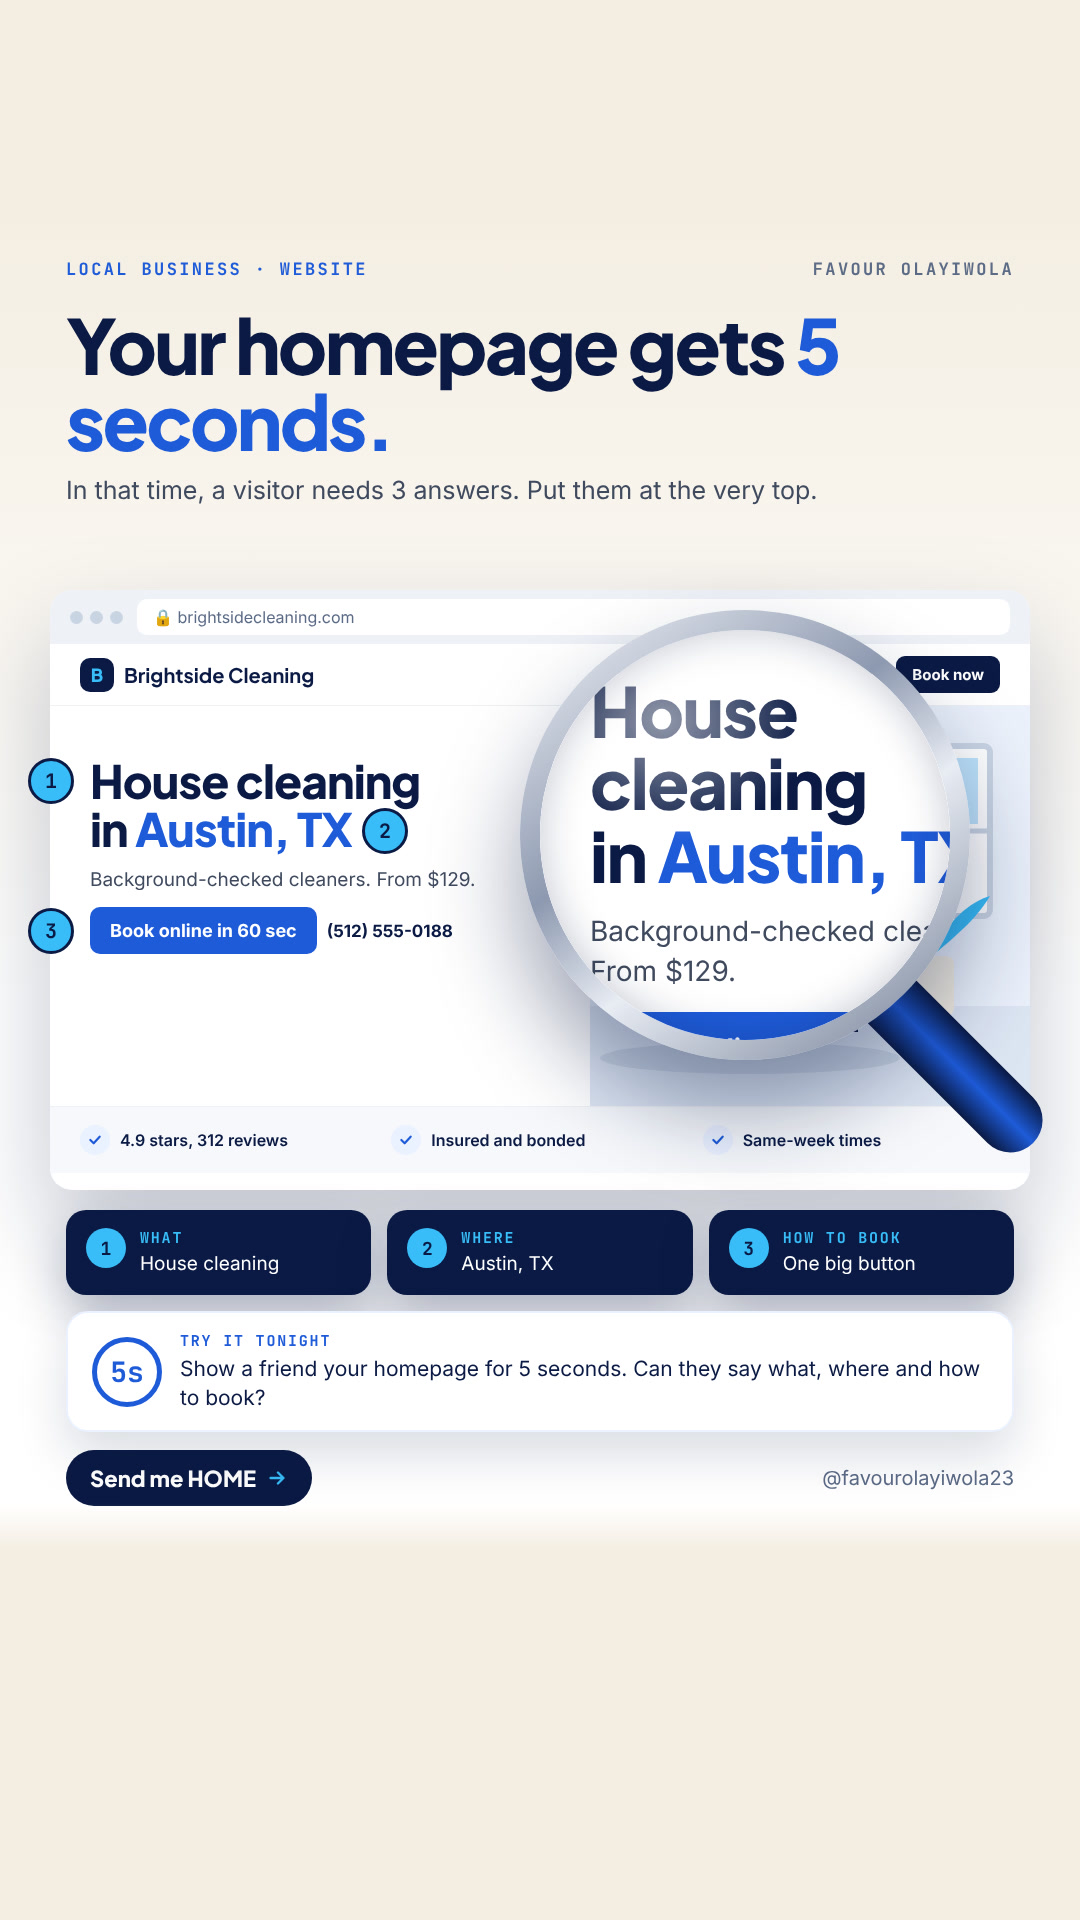 LOCAL BUSINESS · WEBSITE
FAVOUR OLAYIWOLA
Your homepage gets 5
seconds.
In that time, a visitor needs 3 answers. Put them at the very top.
brightsidecleaning.com
B Brightside Cleaning
Book now
1 House cleaning
in Austin, TX 2
Background-checked cleaners. From $129.
3 Book online in 60 sec (512) 555-0188
House
cleaning
in Austin, TX
Background-checked
From $129.
4.9 stars, 312 reviews
Insured and bonded
Same-week times
1 WHAT
House cleaning
2 WHERE
Austin, TX
3 HOW TO BOOK
One big button
5s
TRY IT TONIGHT
Show a friend your homepage for 5 seconds. Can they say what, where and how
to book?
Send me HOME →
@favourolayiwola23